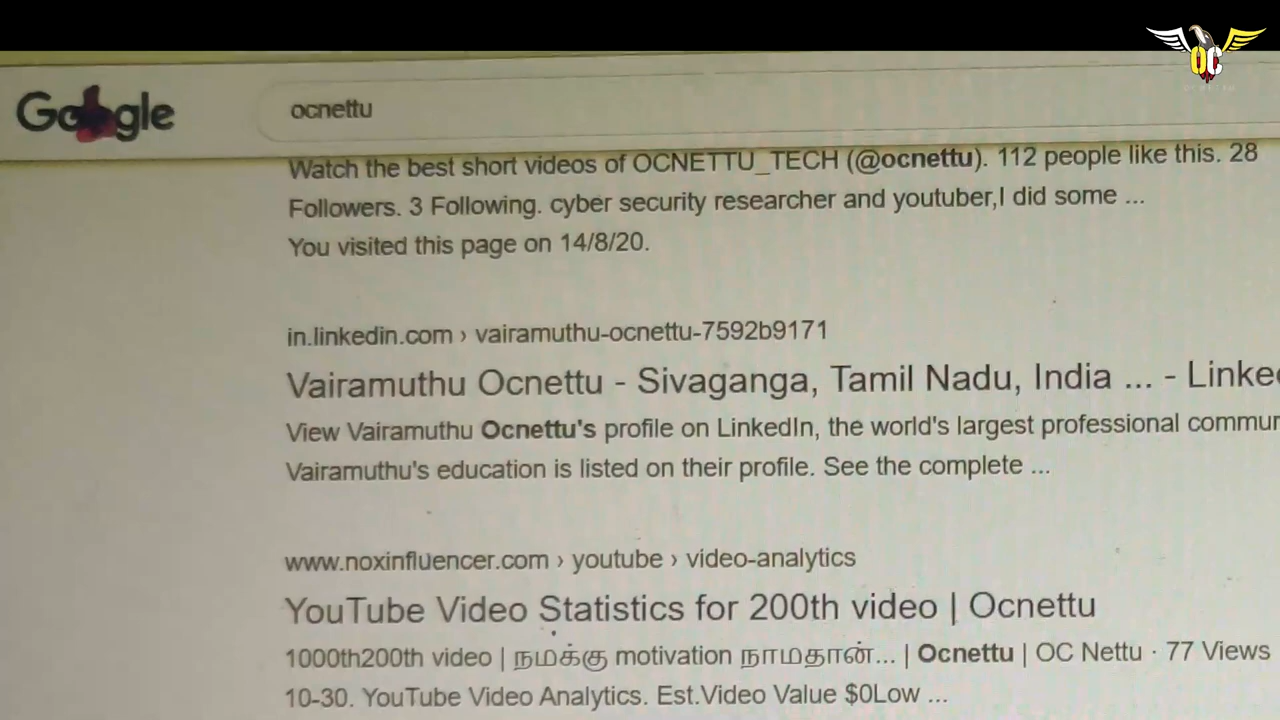 OC
Google
ocnettu
Watch the best short videos of OCNETTU_TECH (@ocnettu). 112 people like this. 28
Followers. 3 Following. cyber security researcher and youtuber,I did some ...
You visited this page on 14/8/20.
in.linkedin.com › vairamuthu-ocnettu-7592b9171
Vairamuthu Ocnettu - Sivaganga, Tamil Nadu, India ... - Linke
View Vairamuthu Ocnettu's profile on LinkedIn, the world's largest professional commun
Vairamuthu's education is listed on their profile. See the complete ...
www.noxinfluencer.com › youtube › video-analytics
YouTube Video Statistics for 200th video | Ocnettu
1000th200th video | நமக்கு motivation நாமதான்... | Ocnettu | OC Nettu · 77 Views
10-30. YouTube Video Analytics. Est.Video Value $0Low ...